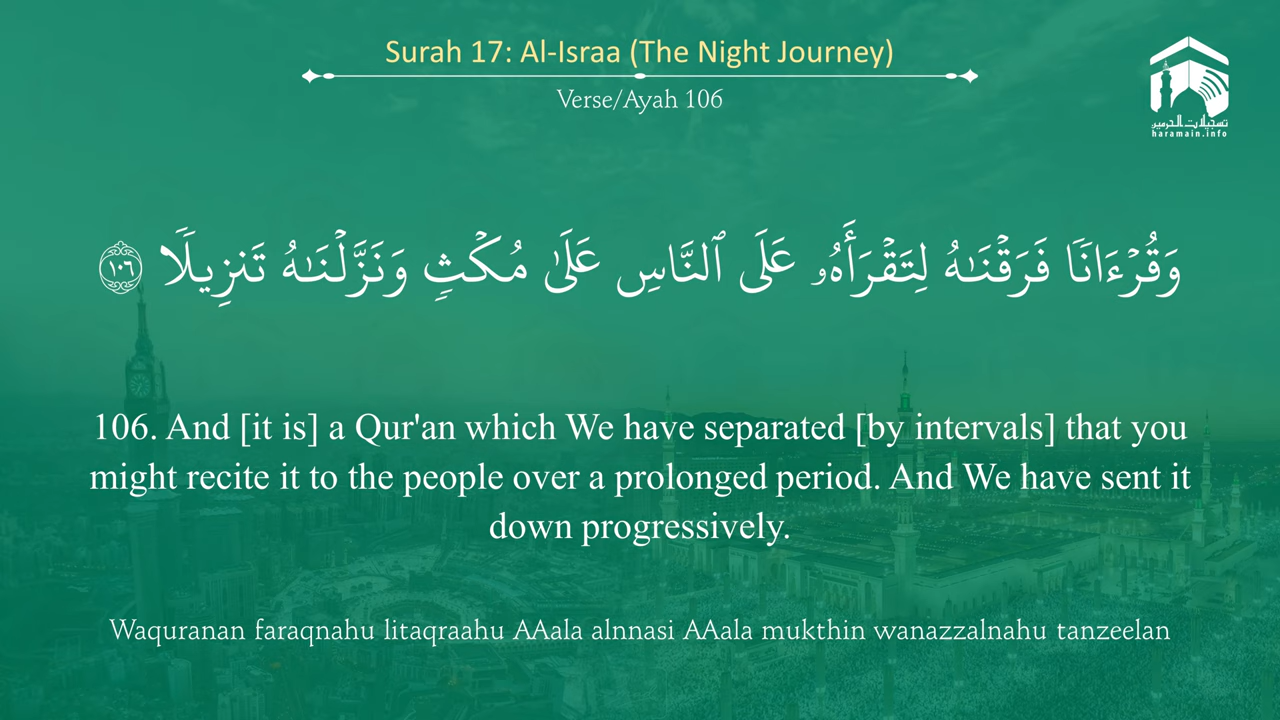 Surah 17: Al-Israa (The Night Journey)
Verse/Ayah 106
تسجيلات الحرمين
haramain.info
وَقُرْءَانًا فَرَقْنَٰهُ لِتَقْرَأَهُۥ عَلَى ٱلنَّاسِ عَلَىٰ مُكْثٍ وَنَزَّلْنَٰهُ تَنزِيلًا ١٠٦
106. And [it is] a Qur'an which We have separated [by intervals] that you
might recite it to the people over a prolonged period. And We have sent it
down progressively.
Waquranan faraqnahu litaqraahu AAala alnnasi AAala mukthin wanazzalnahu tanzeelan